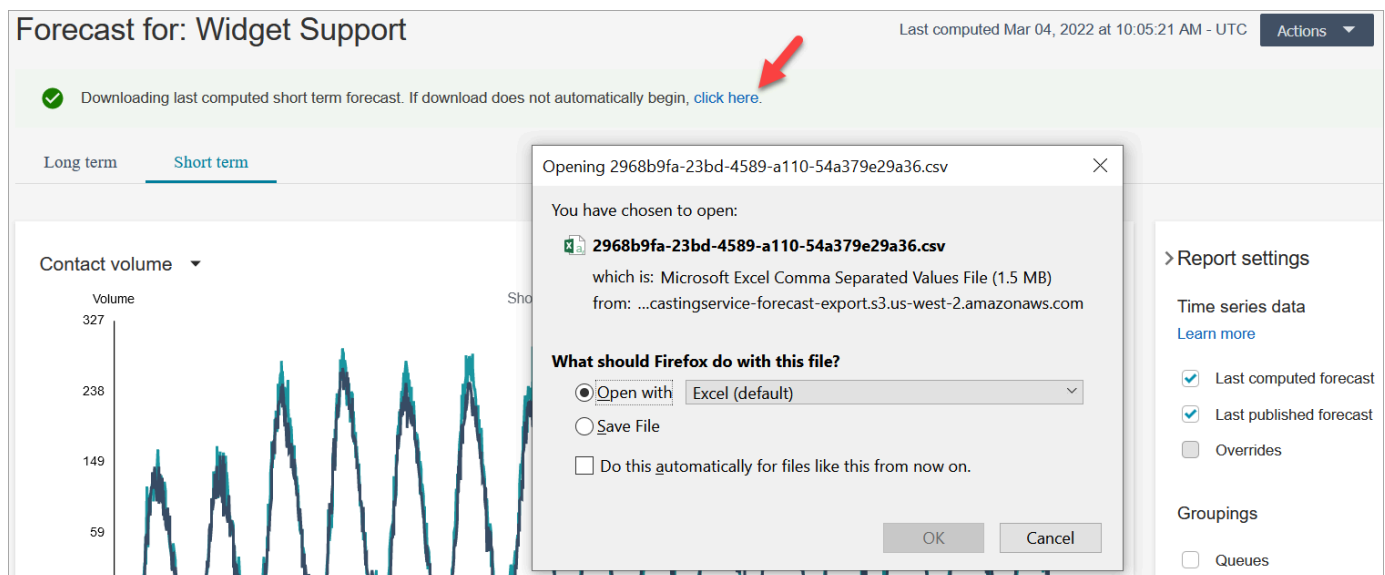 Forecast for: Widget Support
Last computed Mar 04, 2022 at 10:05:21 AM - UTC
Actions
Downloading last computed short term forecast. If download does not automatically begin, click here.
Long term
Short term
Contact volume
Volume
327
238
149
59
Sho
Opening 2968b9fa-23bd-4589-a110-54a379e29a36.csv
You have chosen to open:
2968b9fa-23bd-4589-a110-54a379e29a36.csv
which is: Microsoft Excel Comma Separated Values File (1.5 MB)
from: ...castingservice-forecast-export.s3.us-west-2.amazonaws.com
What should Firefox do with this file?
Open with Excel (default)
Save File
Do this automatically for files like this from now on.
OK
Cancel
Report settings
Time series data
Learn more
Last computed forecast
Last published forecast
Overrides
Groupings
Queues